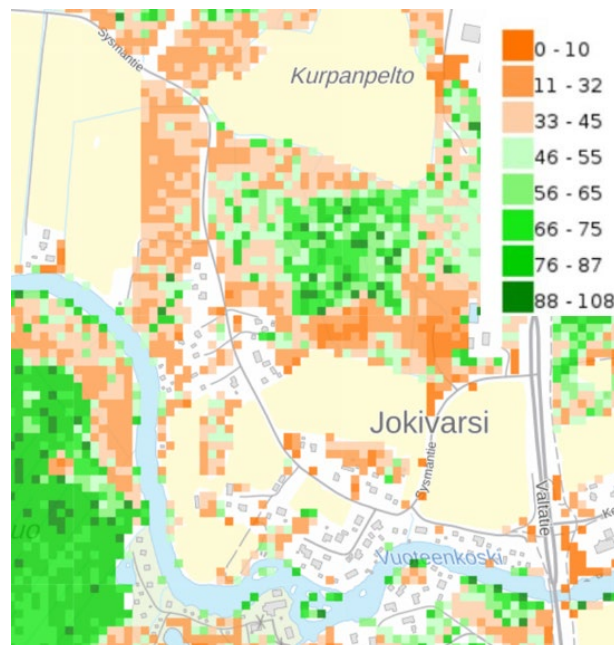 Sysmäntie
Kurpanpelto
0 - 10
11 - 32
33 - 45
46 - 55
56 - 65
66 - 75
76 - 87
88 - 108
Jokivarsi
Sysmäntie
Valtatie
Ke
uo
Vuoteenkoski